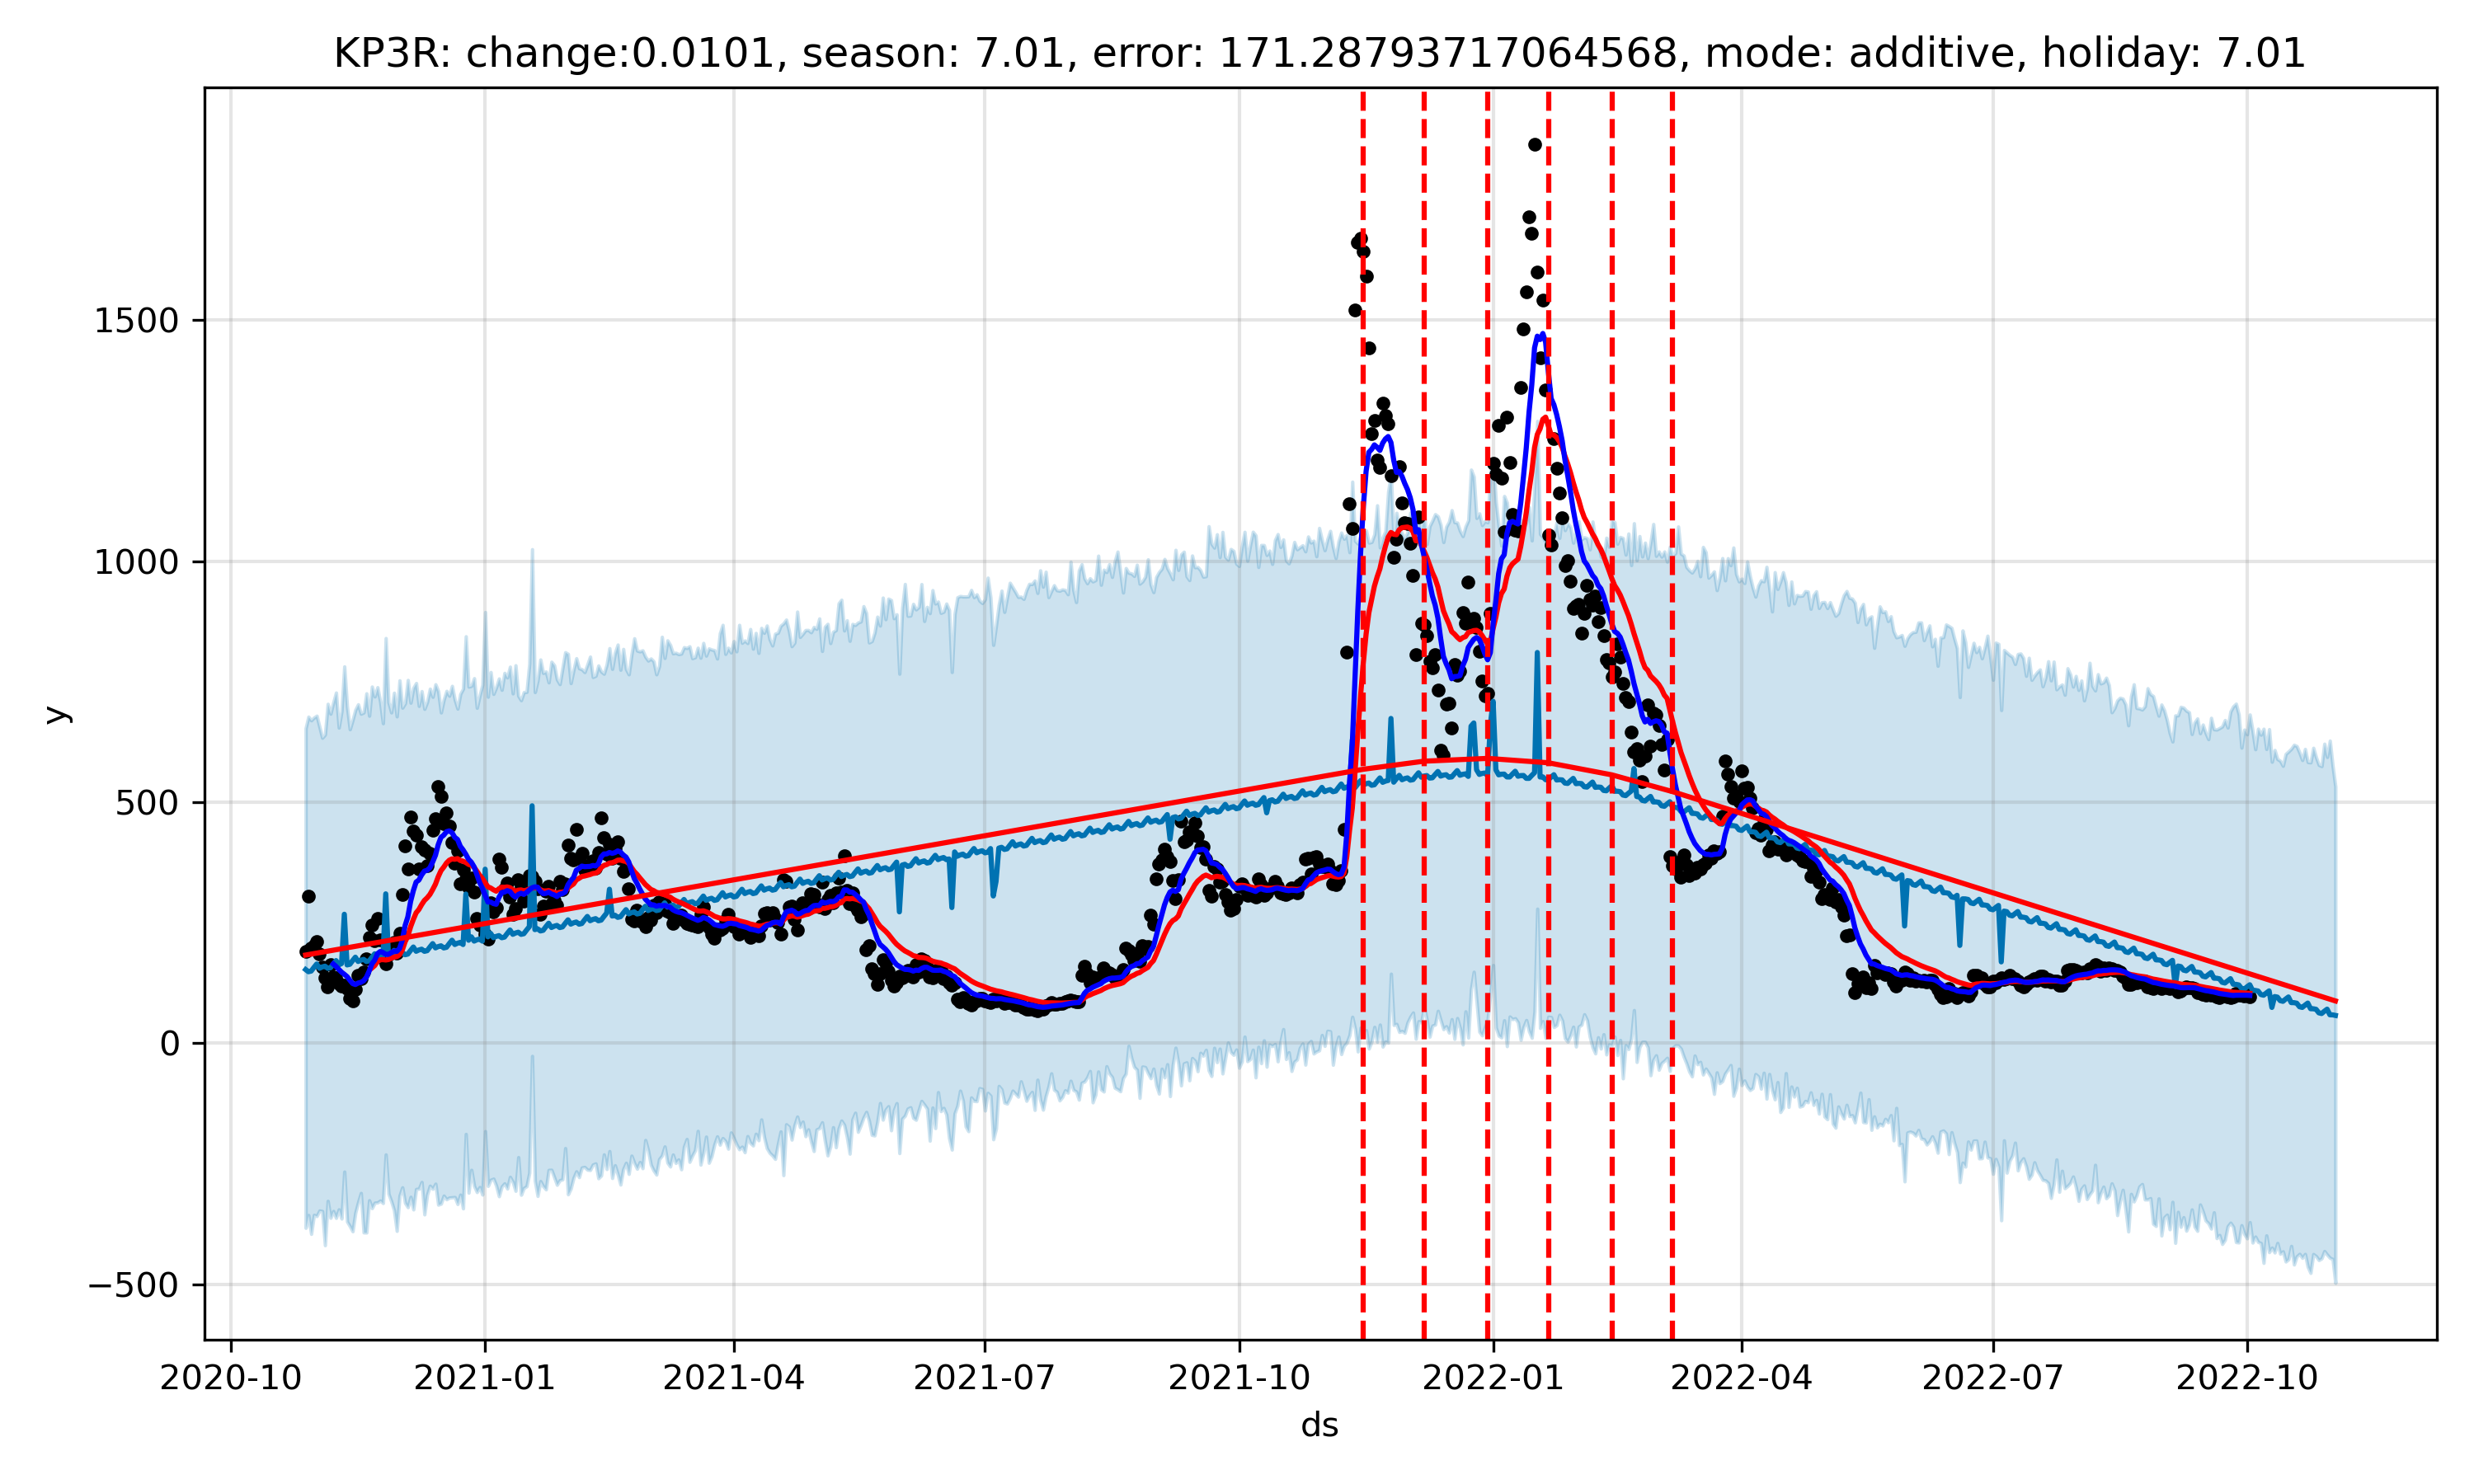 KP3R: change:0.0101, season: 7.01, error: 171.28793717064568, mode: additive, holiday: 7.01
y
1500
1000
500
0
−500
2020-10 2021-01 2021-04 2021-07 2021-10 2022-01 2022-04 2022-07 2022-10
ds